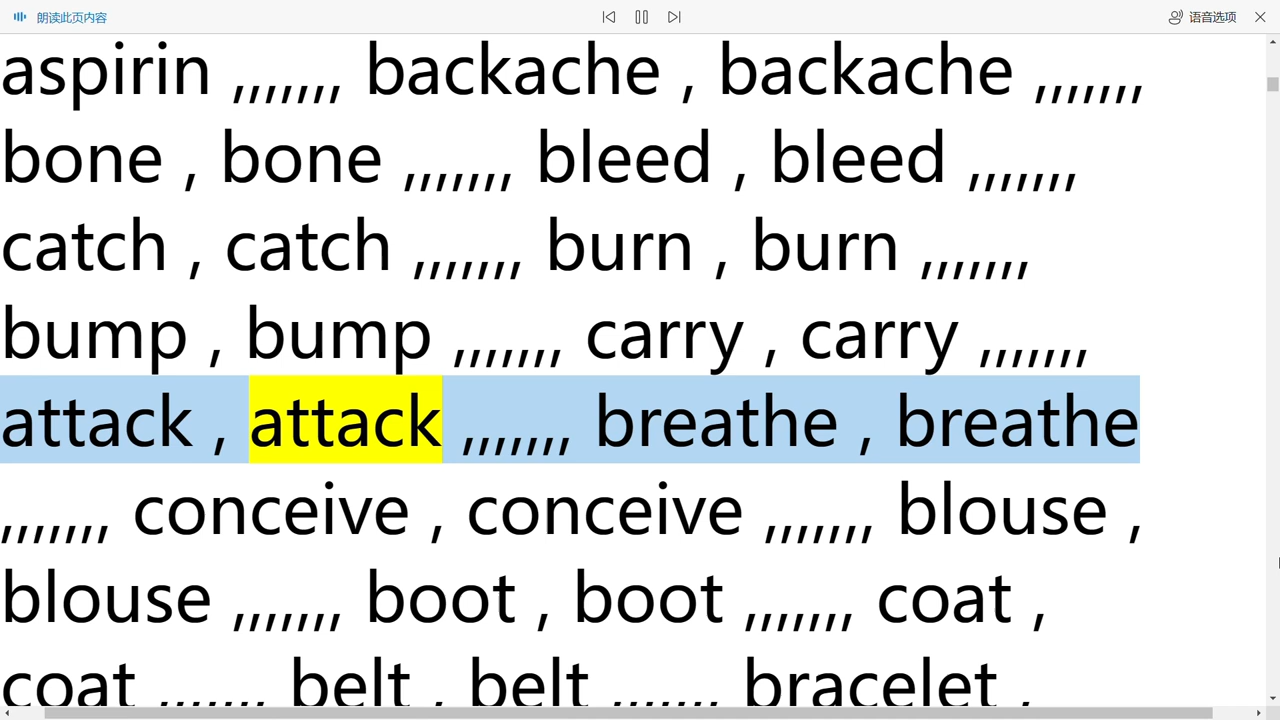 朗读此页内容
语音选项
aspirin ,,,,,,, backache , backache ,,,,,,,
bone , bone ,,,,,,, bleed , bleed ,,,,,,,
catch , catch ,,,,,,, burn , burn ,,,,,,,
bump , bump ,,,,,,, carry , carry ,,,,,,,
attack , attack ,,,,,,, breathe , breathe
,,,,,,, conceive , conceive ,,,,,,, blouse ,
blouse ,,,,,,, boot , boot ,,,,,,, coat ,
coat ,,,,,,, belt , belt ,,,,,,, bracelet ,